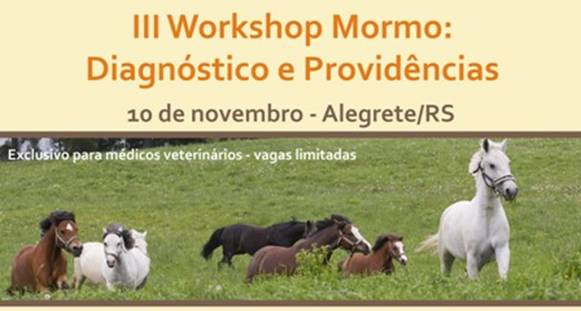 III Workshop Mormo:
Diagnóstico e Providências
10 de novembro - Alegrete/RS
Exclusivo para médicos veterinários - vagas limitadas